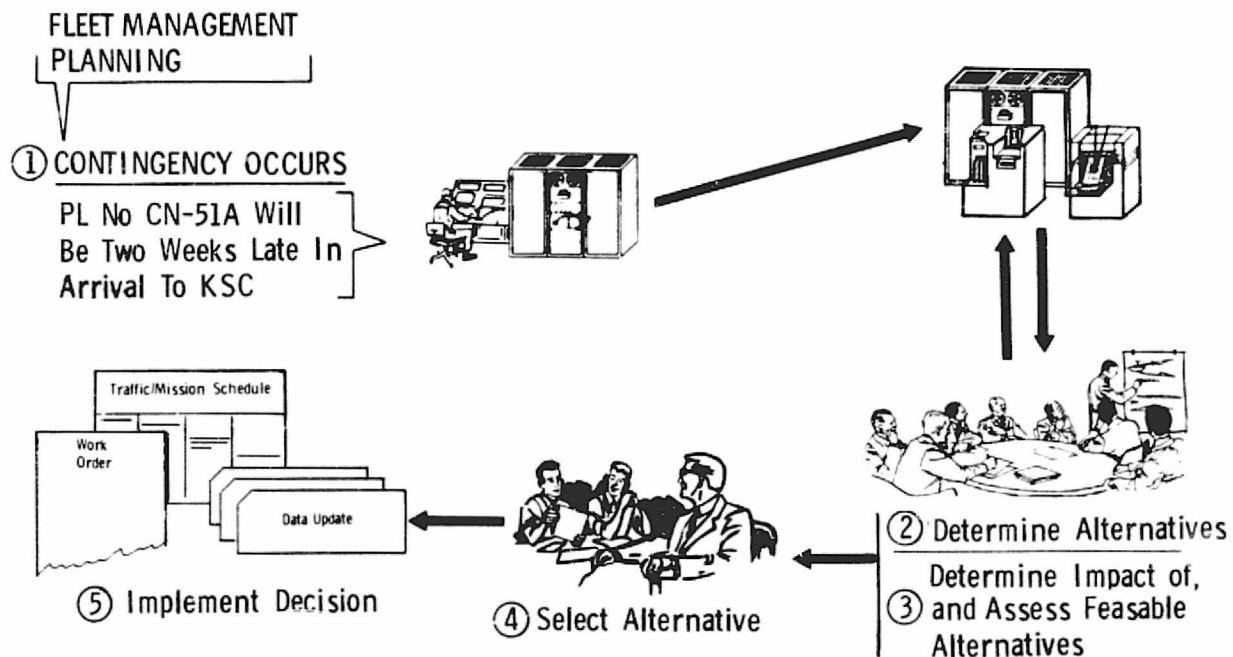 FLEET MANAGEMENT
PLANNING
① CONTINGENCY OCCURS
PL No CN-51A Will
Be Two Weeks Late In
Arrival To KSC
Traffic/Mission Schedule
Work
Order
Data Update
② Determine Alternatives
Determine Impact of,
③ and Assess Feasable
Alternatives
④ Select Alternative
⑤ Implement Decision